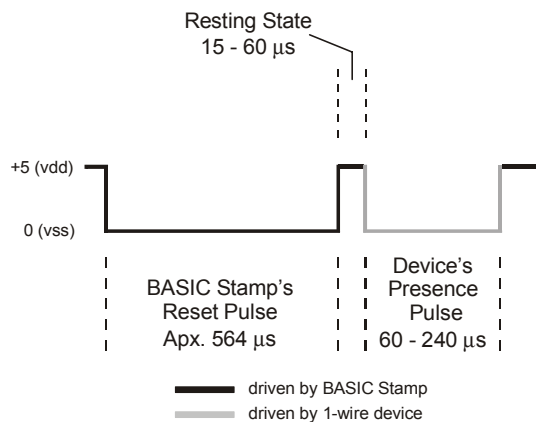 Resting State
15 - 60 μs
+5 (vdd)
0 (vss)
BASIC Stamp's
Reset Pulse
Apx. 564 μs
Device's
Presence
Pulse
60 - 240 μs
driven by BASIC Stamp
driven by 1-wire device